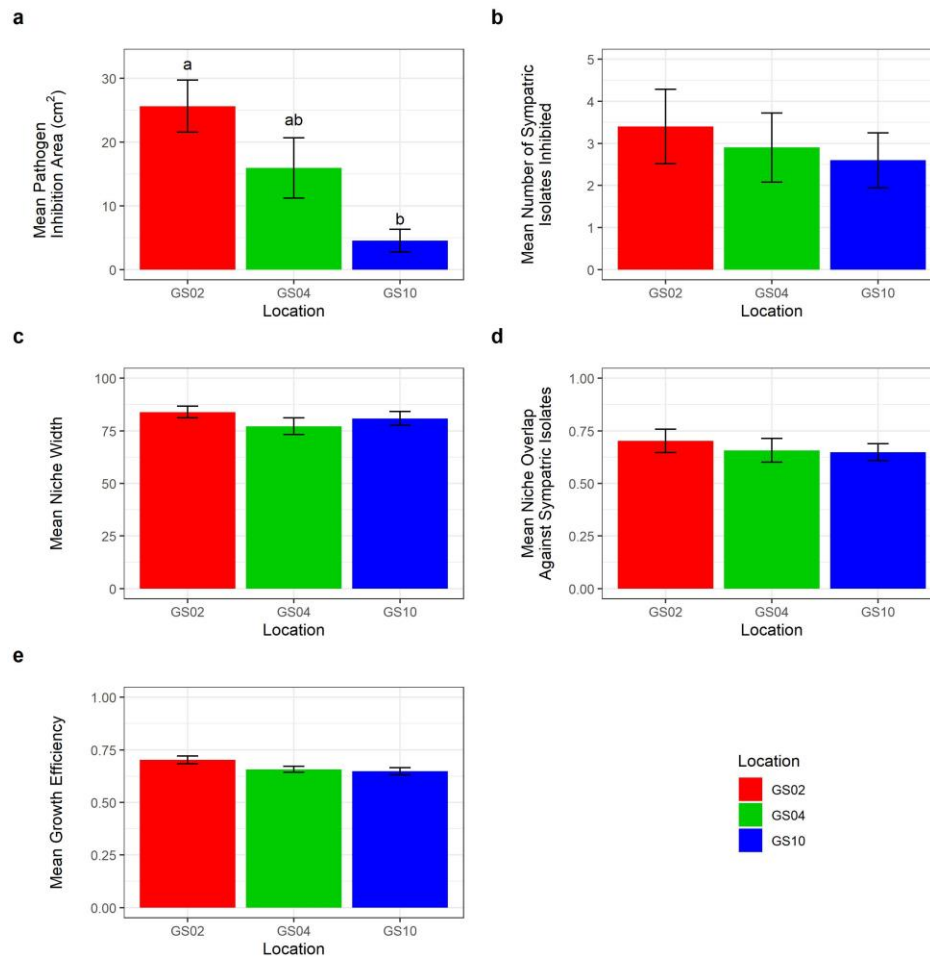 a
Mean Pathogen
Inhibition Area (cm²)
30
20
10
0
a
ab
b
GS02 GS04 GS10
Location
b
Mean Number of Sympatric
Isolates Inhibited
5
4
3
2
1
0
GS02 GS04 GS10
Location
c
Mean Niche Width
100
75
50
25
0
GS02 GS04 GS10
Location
d
Mean Niche Overlap
Against Sympatric Isolates
1.00
0.75
0.50
0.25
0.00
GS02 GS04 GS10
Location
e
Mean Growth Efficiency
1.00
0.75
0.50
0.25
0.00
GS02 GS04 GS10
Location
Location
GS02
GS04
GS10